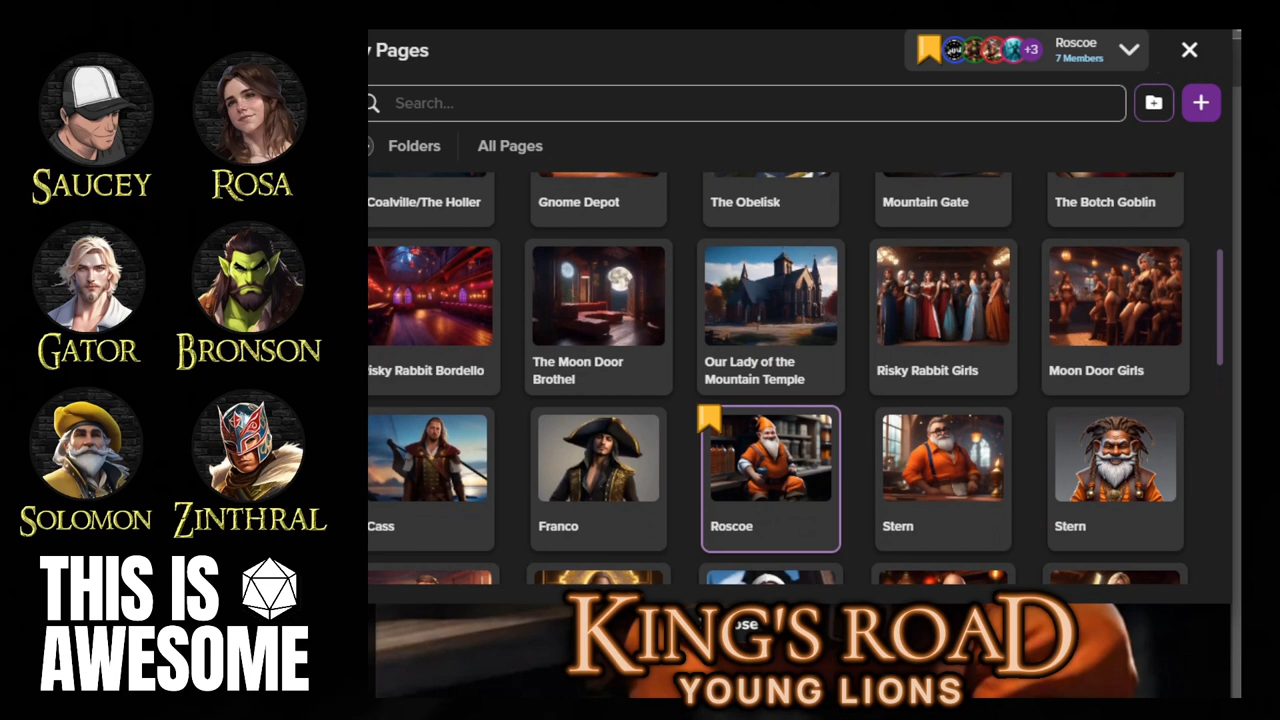 SAUCEY
ROSA
GATOR
BRONSON
SOLOMON
ZINTHRAL
THIS IS
AWESOME
Pages
+3
Roscoe
7 Members
Search...
Folders
All Pages
Coalville/The Holler
Gnome Depot
The Obelisk
Mountain Gate
The Botch Goblin
isky Rabbit Bordello
The Moon Door
Brothel
Our Lady of the
Mountain Temple
Risky Rabbit Girls
Moon Door Girls
Cass
Franco
Roscoe
Stern
Stern
KING'S ROAD
YOUNG LIONS